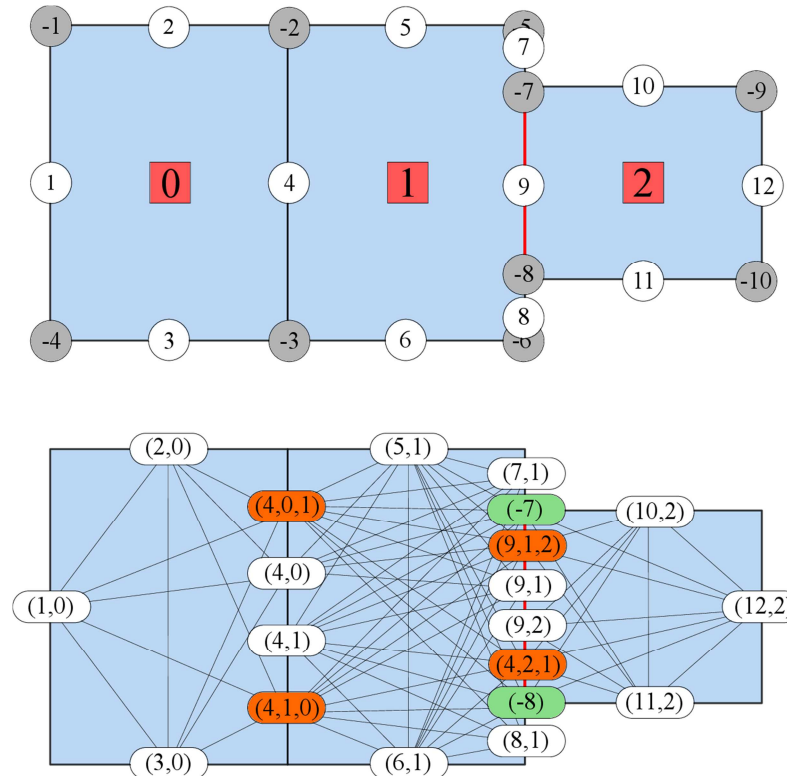 -1 2 -2 5 -5
7
-7 10 -9
1 0 4 1 9 2 12
-8 11 -10
8
-4 3 -3 6 -6
(2,0) (5,1)
(7,1)
(4,0,1) (-7) (10,2)
(9,1,2)
(4,0) (9,1)
(1,0) (12,2)
(9,2)
(4,1)
(4,2,1)
(4,1,0) (-8) (11,2)
(8,1)
(3,0) (6,1)